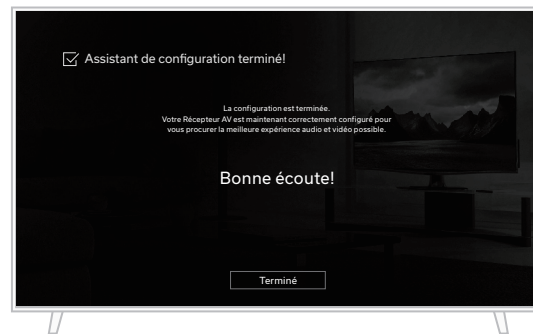 Assistant de configuration terminé!
La configuration est terminée.
Votre Récepteur AV est maintenant correctement configuré pour
vous procurer la meilleure expérience audio et vidéo possible.
Bonne écoute!
Terminé